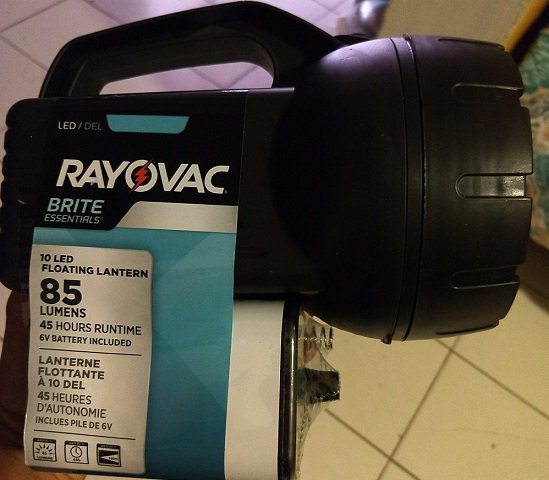 LED / DEL
RAYOVAC
BRITE
ESSENTIALS
10 LED
FLOATING LANTERN
85
LUMENS
45 HOURS RUNTIME
6V BATTERY INCLUDED
LANTERNE
FLOTTANTE
À 10 DEL
45 HEURES
D'AUTONOMIE
INCLUES PILE DE 6V